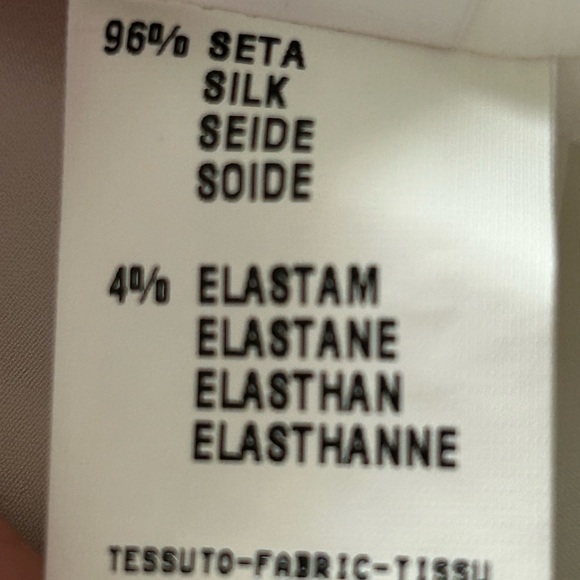 96% SETA
SILK
SEIDE
SOIDE
4% ELASTAM
ELASTANE
ELASTHAN
ELASTHANNE
TESSUTO-FABRIC-TISSU